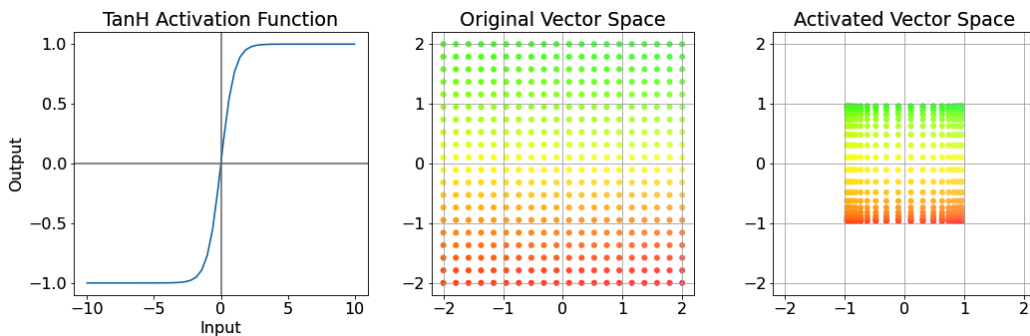 TanH Activation Function
1.0
0.5
0.0
−0.5
−1.0
Output
−10 −5 0 5 10
Input
Original Vector Space
2
1
0
−1
−2
−2 −1 0 1 2
Activated Vector Space
2
1
0
−1
−2
−2 −1 0 1 2